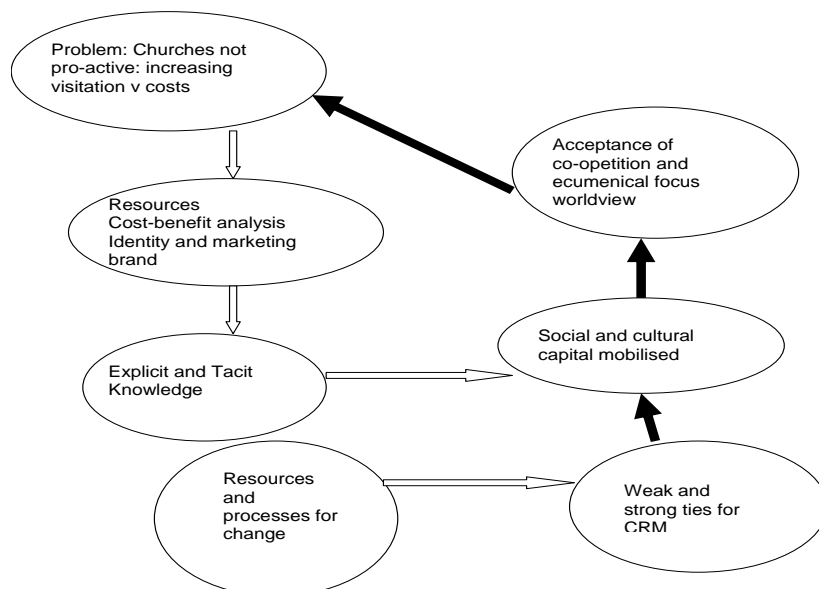 Problem: Churches not
pro-active: increasing
visitation v costs
Acceptance of
co-opetition and
ecumenical focus
worldview
Resources
Cost-benefit analysis
Identity and marketing
brand
Social and cultural
capital mobilised
Explicit and Tacit
Knowledge
Resources
and
processes for
change
Weak and
strong ties for
CRM